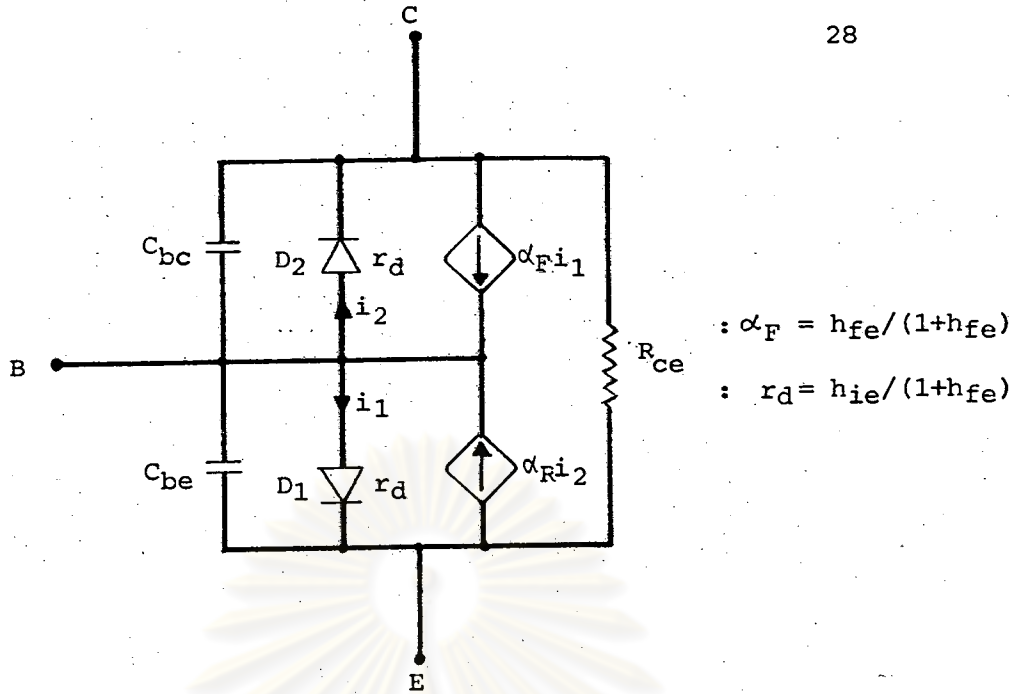 C
28
C_bc
D_2 r_d
α_F i_1
i_2
: α_F = h_fe/(1+h_fe)
B
R_ce
i_1
: r_d = h_ie/(1+h_fe)
C_be
D_1 r_d
α_R i_2
E